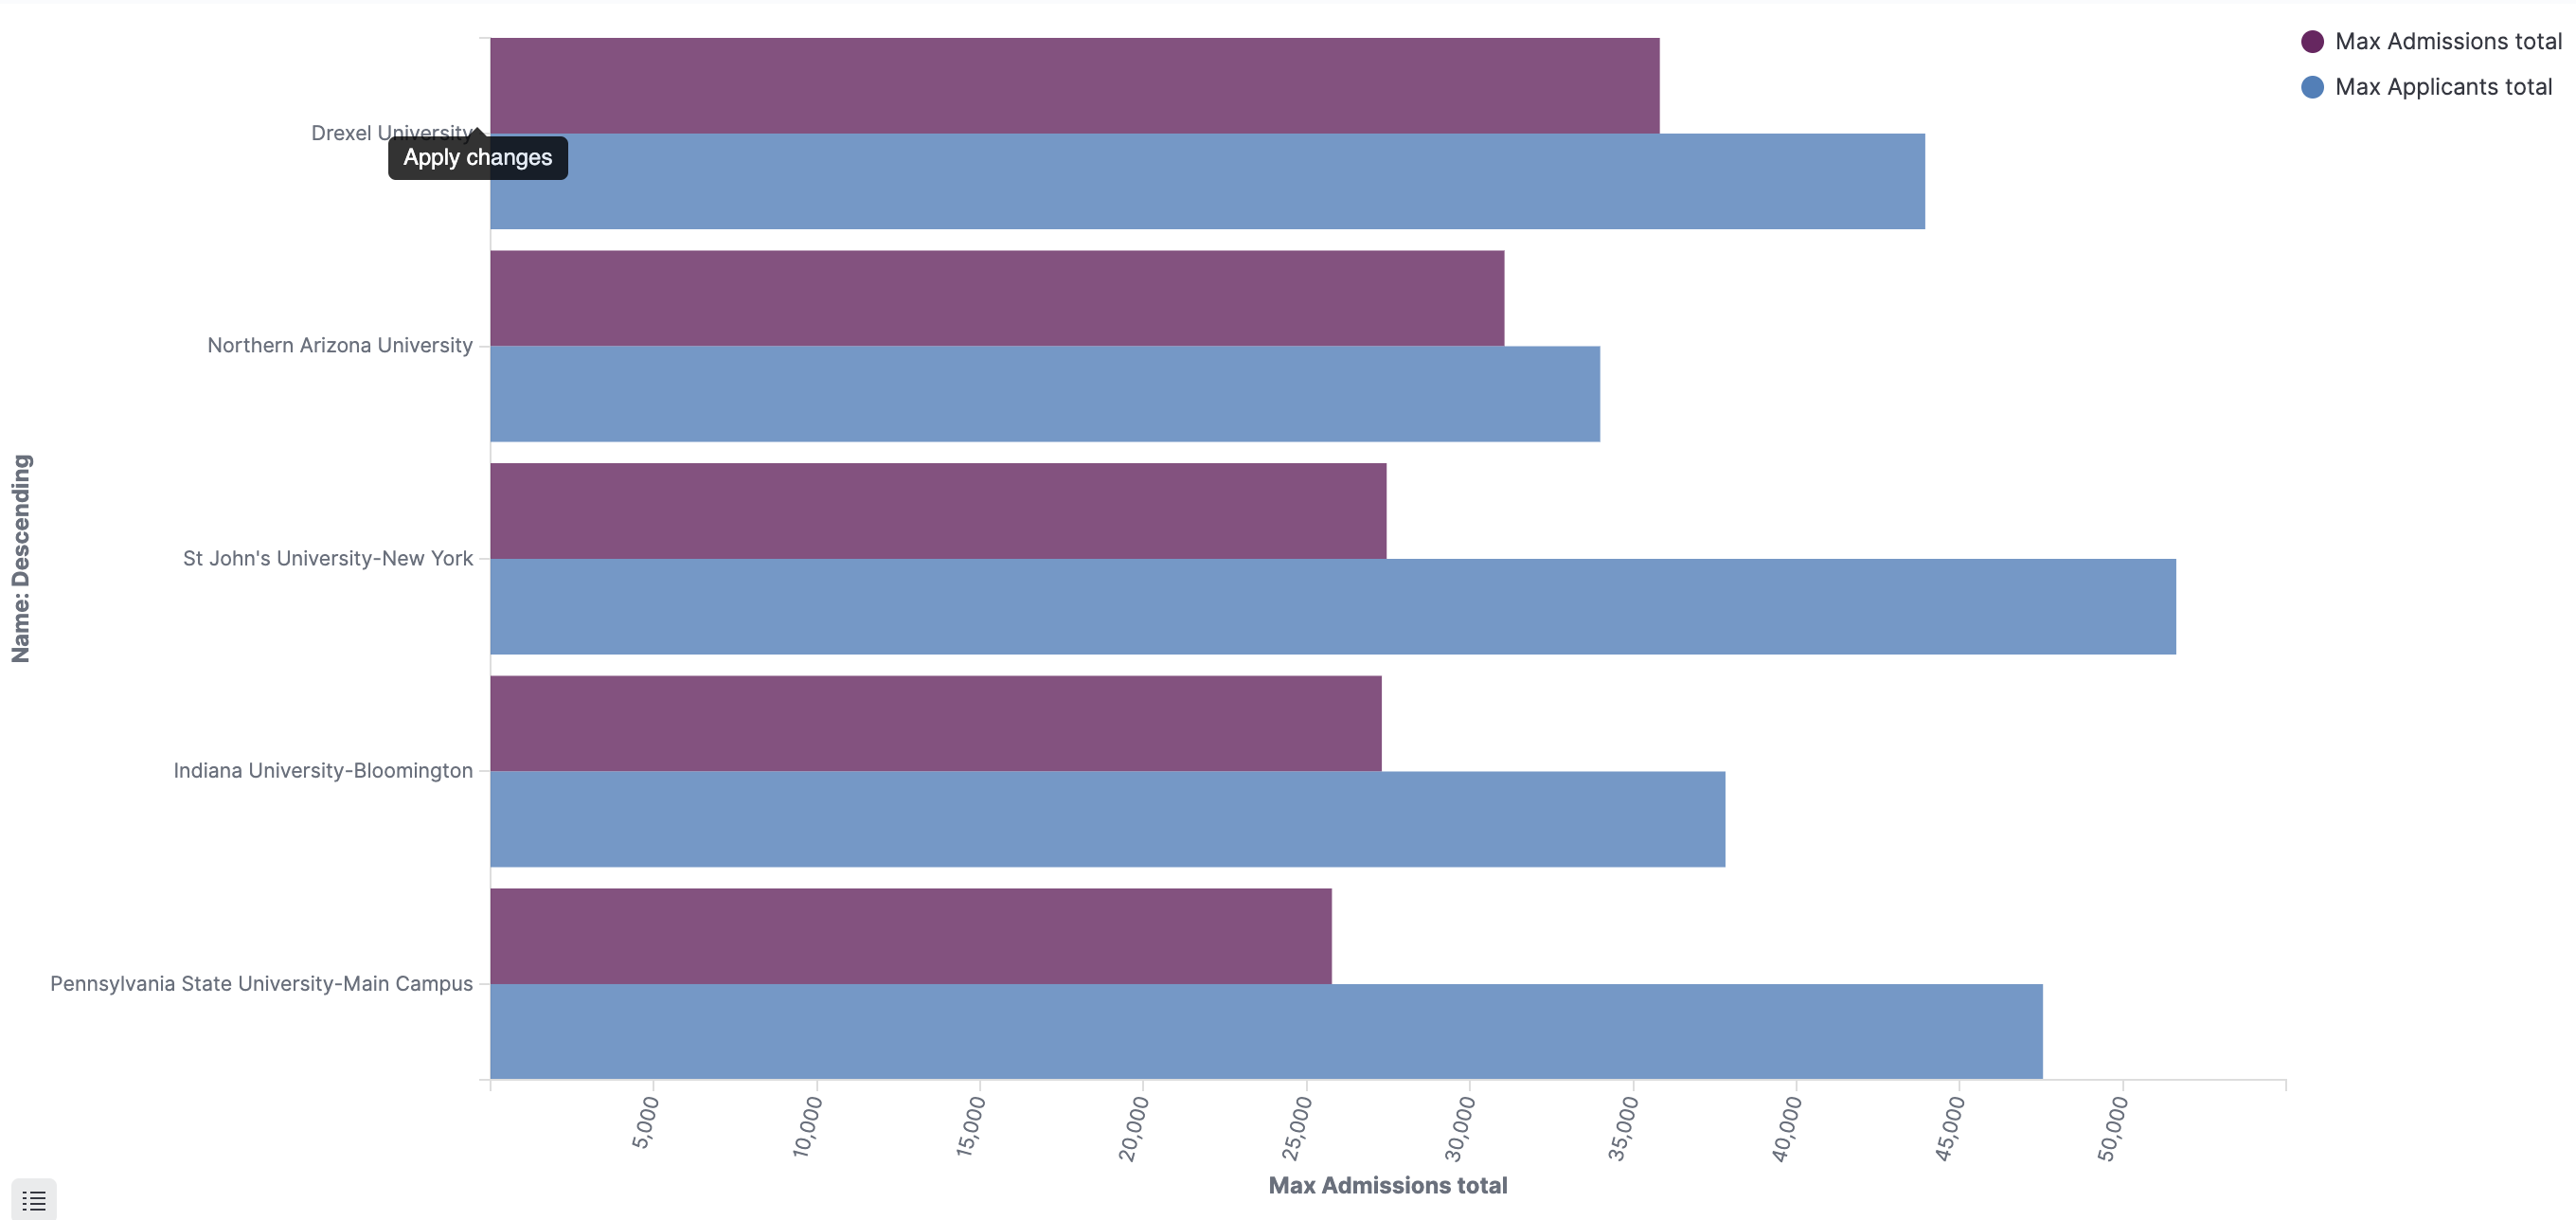 Max Admissions total
Max Applicants total
Drexel University
Apply changes
Northern Arizona University
St John's University-New York
Indiana University-Bloomington
Pennsylvania State University-Main Campus
Name: Descending
5,000
10,000
15,000
20,000
25,000
30,000
35,000
40,000
45,000
50,000
Max Admissions total